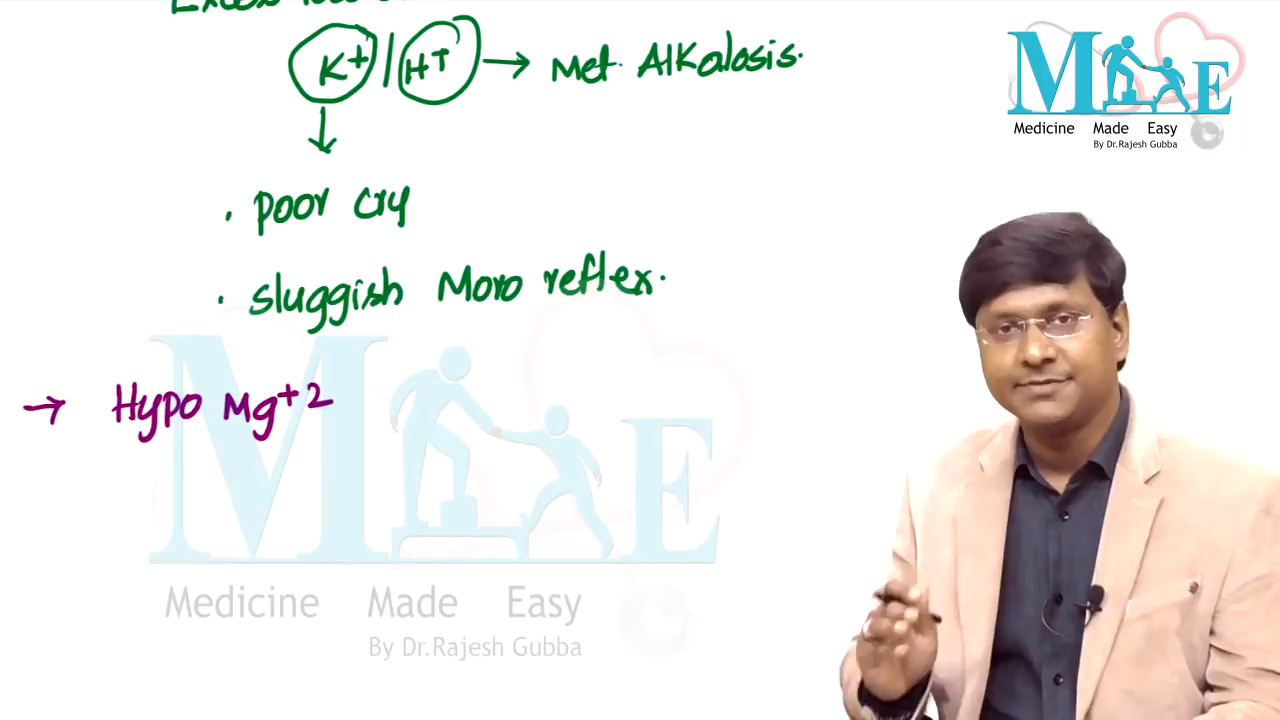 K+ / H+ → Met. Alkalosis.
↓
. Poor cry
. sluggish Moro reflex.
→ Hypo Mg+2
M E
Medicine Made Easy
By Dr.Rajesh Gubba
M E
Medicine Made Easy
By Dr.Rajesh Gubba